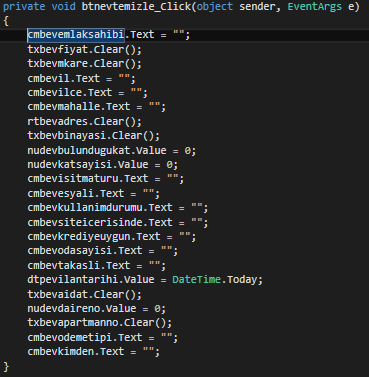 private void btnevtemizle_Click(object sender, EventArgs e)
{
cmbevemlaksahibi.Text = "";
txbevfiyat.Clear();
txbevmkare.Clear();
cmbevil.Text = "";
cmbevilce.Text = "";
cmbevmahalle.Text = "";
rtbevadres.Clear();
txbevbinayasi.Clear();
nudevbulundugukat.Value = 0;
nudevkatsayisi.Value = 0;
cmbevisitmaturu.Text = "";
cmbevesyali.Text = "";
cmbevkullanimdurumu.Text = "";
cmbevsiteicerisinde.Text = "";
cmbevkrediyeuygun.Text = "";
cmbevodasayisi.Text = "";
cmbevtakasli.Text = "";
dtpevilantarihi.Value = DateTime.Today;
txbevaidat.Clear();
nudevdaireno.Value = 0;
txbevapartmanno.Clear();
cmbevodemetipi.Text = "";
cmbevkimden.Text = "";
}